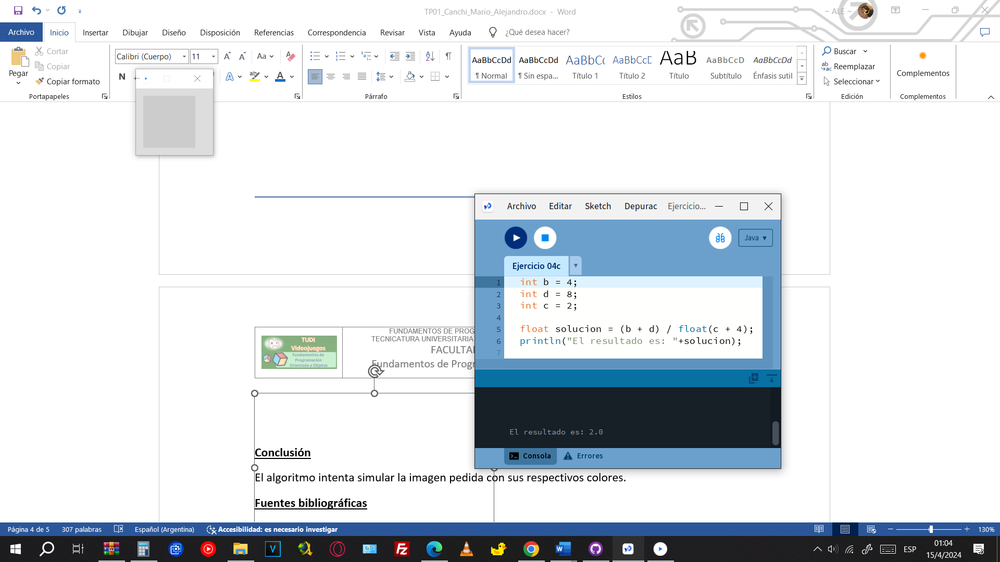 TP01_Canchi_Mario_Alejandro.docx - Word
~ ALE ~
Archivo Inicio Insertar Dibujar Diseño Disposición Referencias Correspondencia Revisar Vista Ayuda ¿Qué desea hacer?
Pegar
Cortar
Copiar
Copiar formato
Portapapeles
Calibri (Cuerpo) 11
Aa
N
Párrafo
AaBbCcDd AaBbCcDd AaBbCc AaBbCcD AaB AaBbCcD AaBbCcDd
¶ Normal ¶ Sin espa... Título 1 Título 2 Título Subtítulo Énfasis sutil
Estilos
Buscar
Reemplazar
Seleccionar
Edición
Complementos
Complementos
TUDI
Videojuegos
Fundamentos de
Programación
Orientada a Objetos
FUNDAMENTOS DE PROG
TECNICATURA UNIVERSITARIA
FACULTA
Fundamentos de Progr
Conclusión
El algoritmo intenta simular la imagen pedida con sus respectivos colores.
Fuentes bibliográficas
Archivo Editar Sketch Depurac Ejercicio...
Java ▾
Ejercicio 04c ▾
1 int b = 4;
2 int d = 8;
3 int c = 2;
4
5 float solucion = (b + d) / float(c + 4);
6 println("El resultado es: "+solucion);
7
El resultado es: 2.0
Consola Errores
Página 4 de 5 307 palabras Español (Argentina) Accesibilidad: es necesario investigar 130%
ESP
01:04
15/4/2024